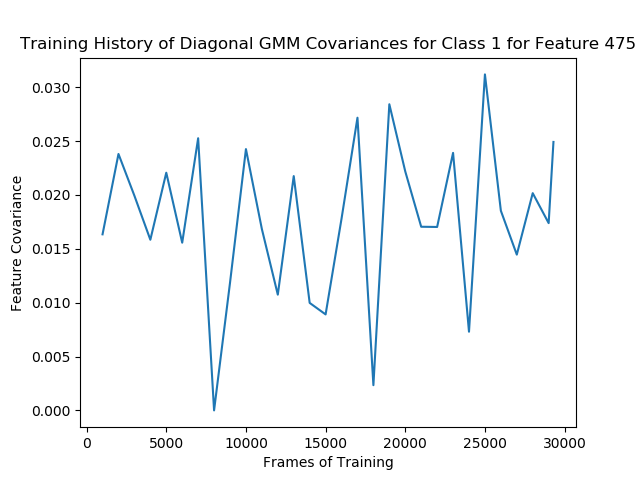 Training History of Diagonal GMM Covariances for Class 1 for Feature 475
0.030
0.025
0.020
0.015
0.010
0.005
0.000
Feature Covariance
0 5000 10000 15000 20000 25000 30000
Frames of Training